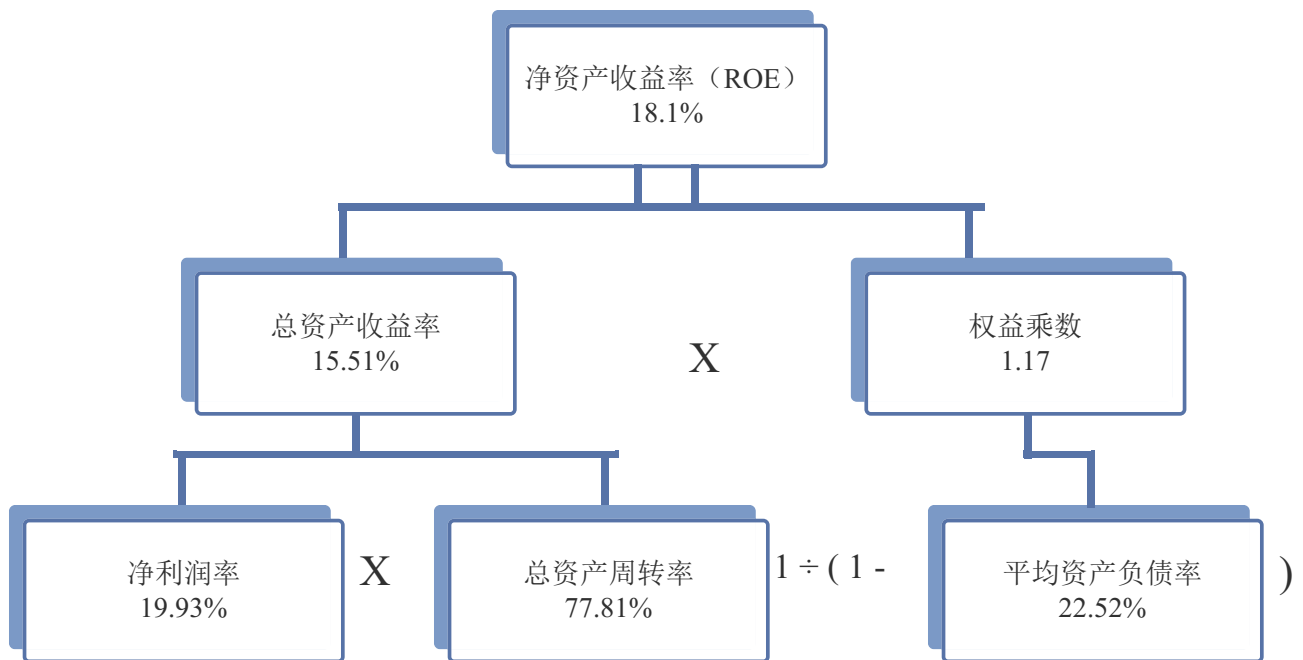 净资产收益率（ROE）
18.1%
总资产收益率
15.51%
X
权益乘数
1.17
净利润率
19.93%
X
总资产周转率
77.81%
1 ÷ ( 1 -
平均资产负债率
22.52%
)